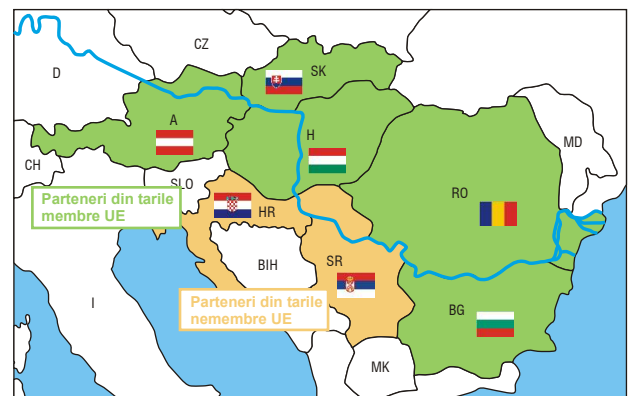 CZ
D
SK
A
H
MD
CH
SLO
RO
Parteneri din tarile
membre UE
HR
BIH
SR
I
Parteneri din tarile
nemembre UE
BG
MK